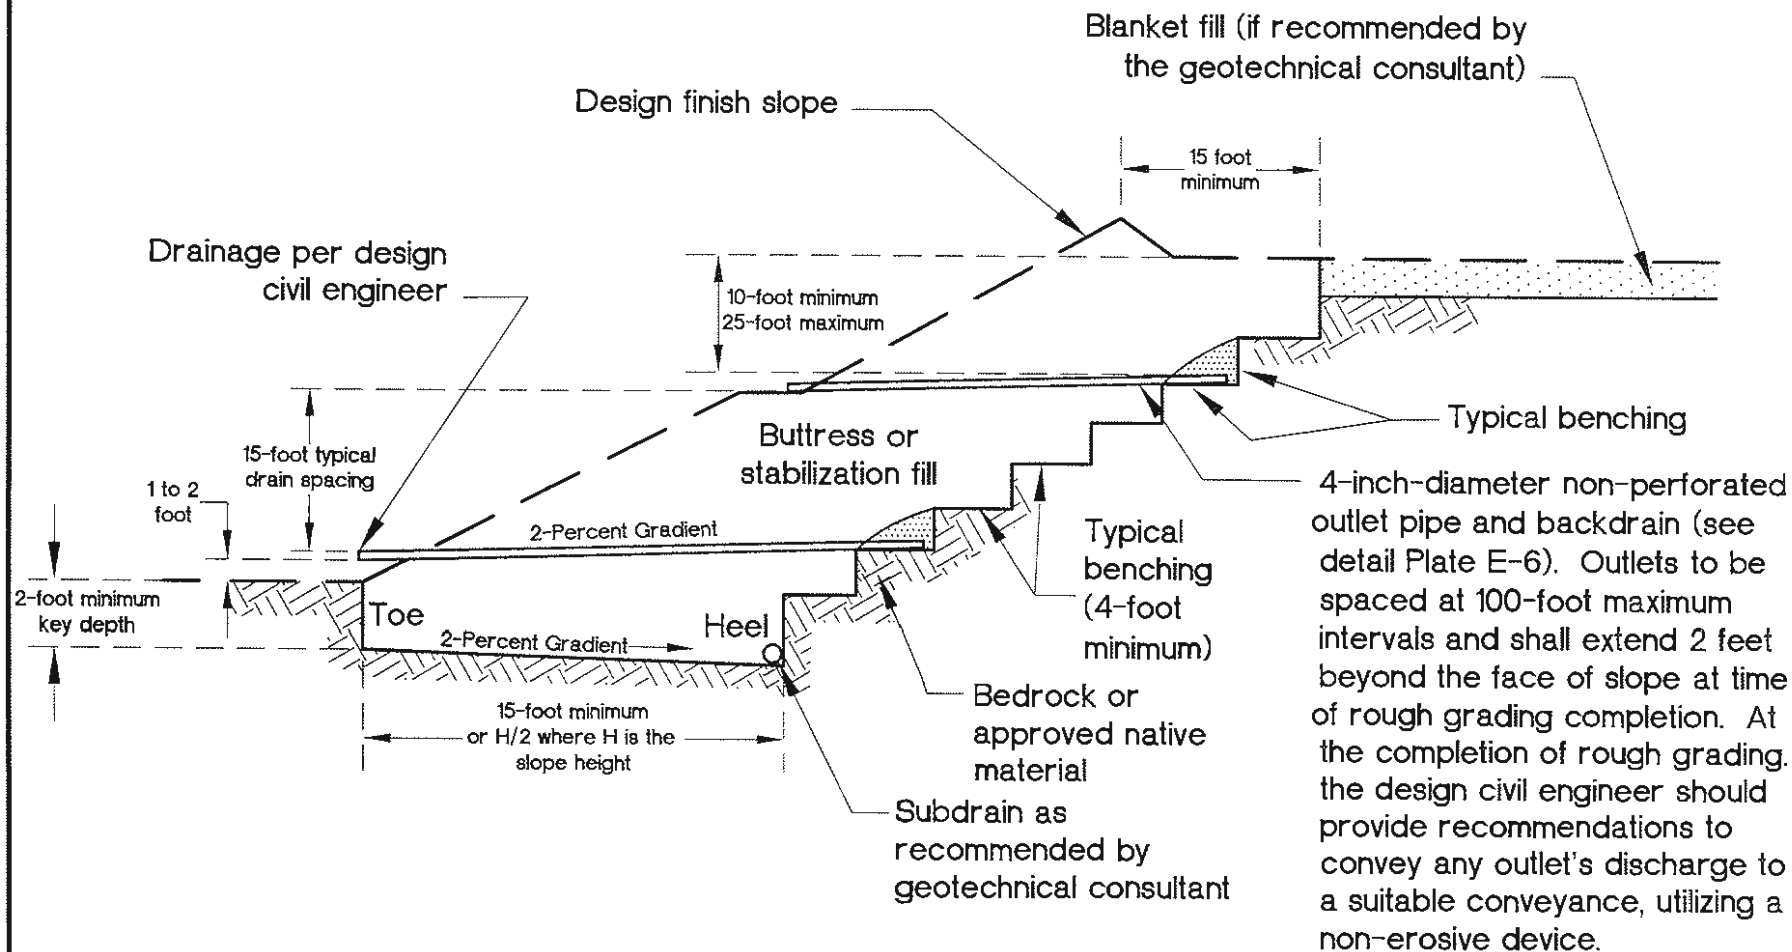 Blanket fill (if recommended by
the geotechnical consultant)
Design finish slope
15 foot
minimum
Drainage per design
civil engineer
10-foot minimum
25-foot maximum
15-foot typical
drain spacing
1 to 2
foot
Buttress or
stabilization fill
Typical benching
4-inch-diameter non-perforated
outlet pipe and backdrain (see
detail Plate E-6). Outlets to be
spaced at 100-foot maximum
intervals and shall extend 2 feet
beyond the face of slope at time
of rough grading completion. At
the completion of rough grading.
the design civil engineer should
provide recommendations to
convey any outlet's discharge to
a suitable conveyance, utilizing a
non-erosive device.
2-Percent Gradient
Typical
benching
(4-foot
minimum)
2-foot minimum
key depth
Toe
Heel
2-Percent Gradient
Bedrock or
approved native
material
15-foot minimum
or H/2 where H is the
slope height
Subdrain as
recommended by
geotechnical consultant